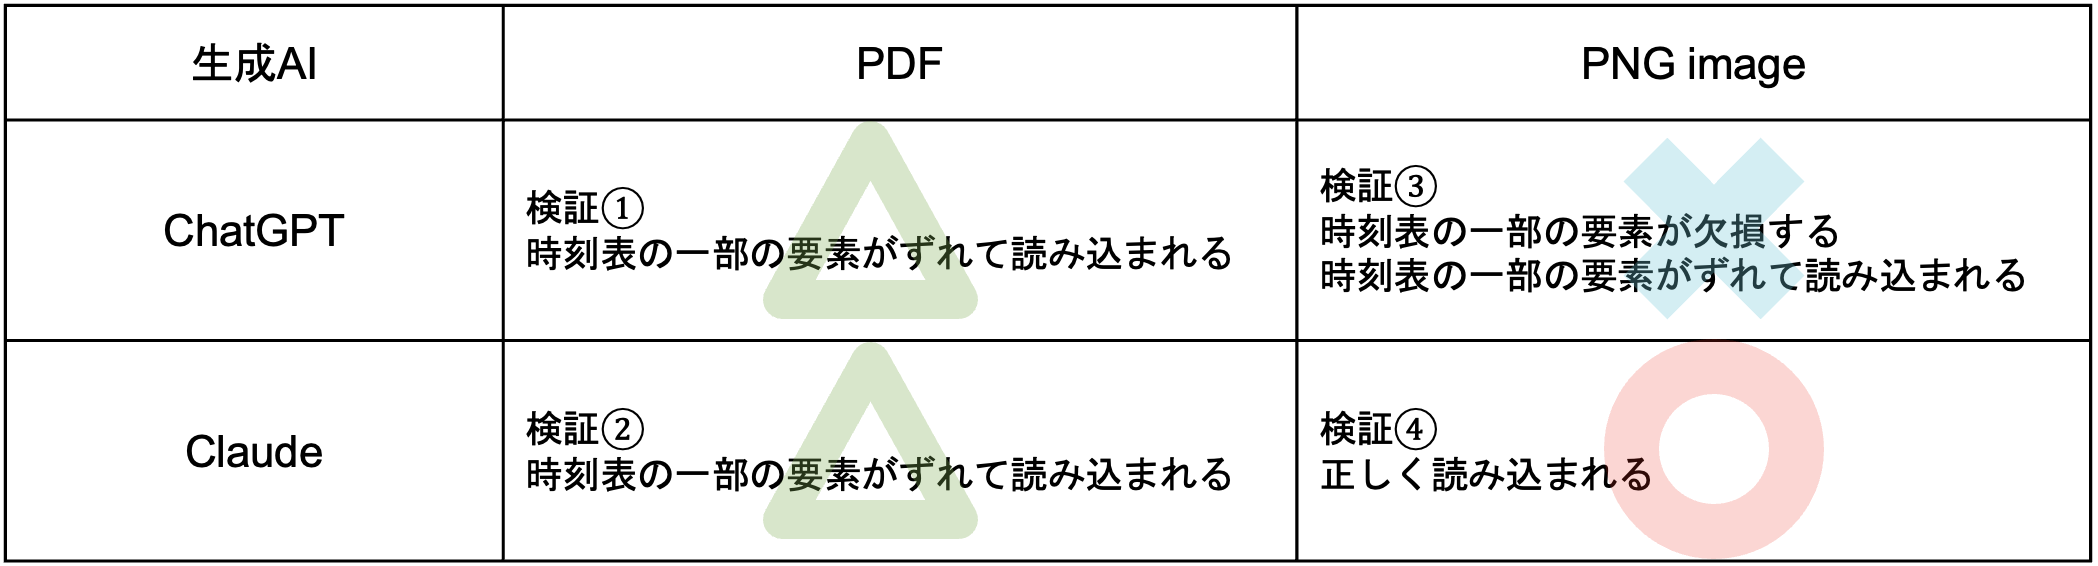 生成AI
PDF
PNG image
ChatGPT
検証①
時刻表の一部の要素がずれて読み込まれる
検証③
時刻表の一部の要素が欠損する
時刻表の一部の要素がずれて読み込まれる
Claude
検証②
時刻表の一部の要素がずれて読み込まれる
検証④
正しく読み込まれる